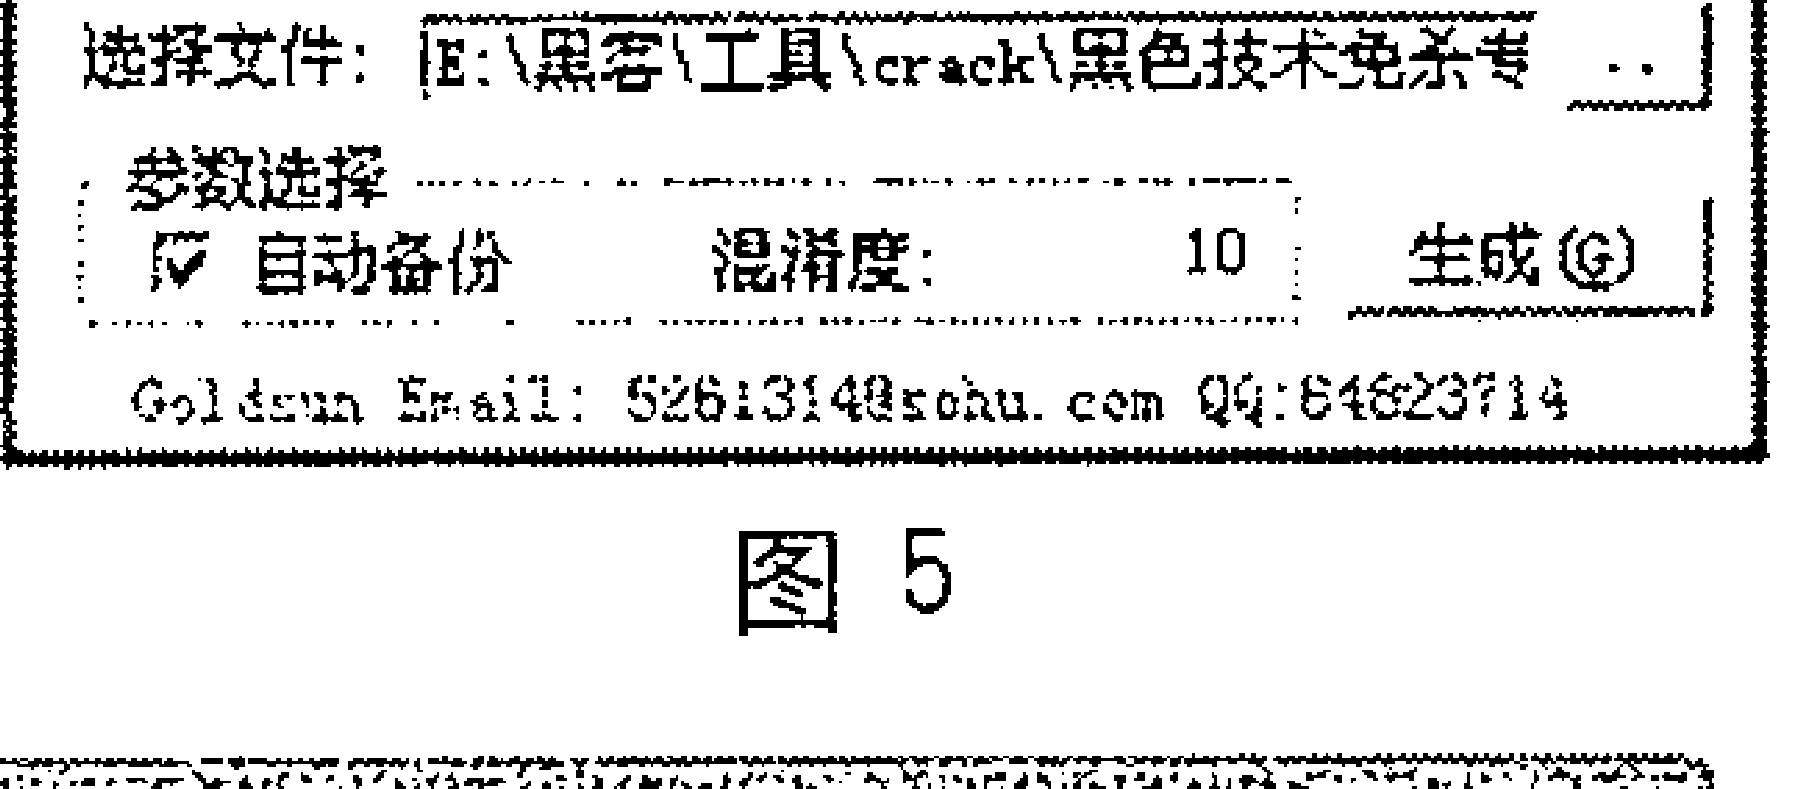 选择文件: E:\黑客\工具\crack\黑色技术免杀专 ..
参数选择
自动备份 混淆度: 10 生成(G)
Goldsun Email: 5261314@sohu.com QQ:64823714
图 5